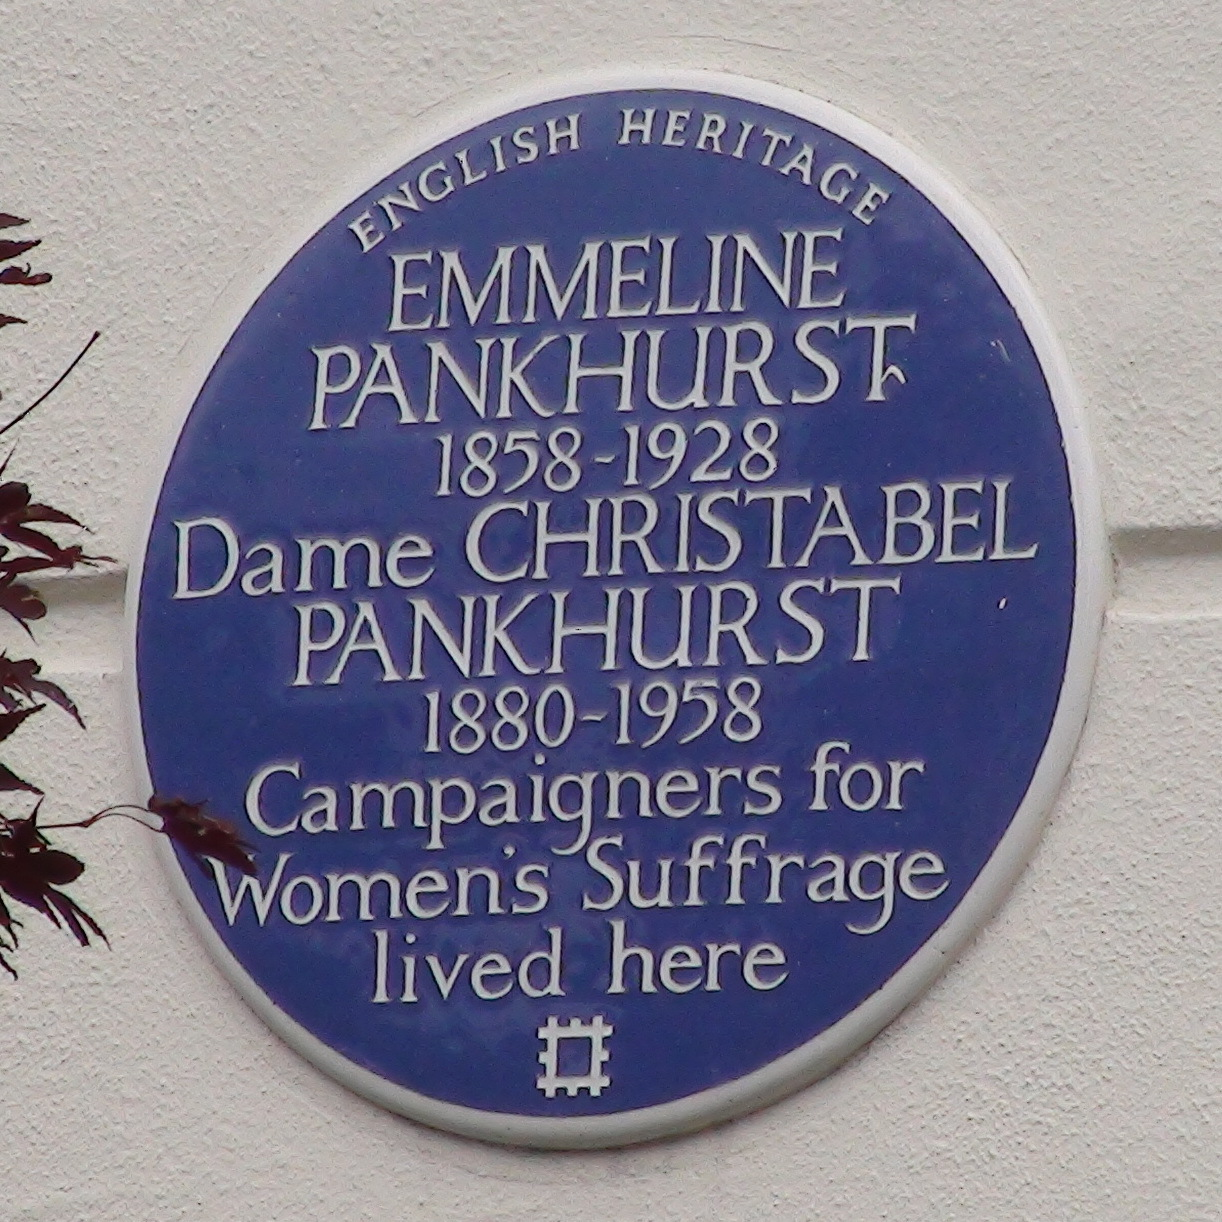 ENGLISH HERITAGE
EMMELINE
PANKHURST
1858-1928
Dame CHRISTABEL
PANKHURST
1880-1958
Campaigners for
Women's Suffrage
lived here